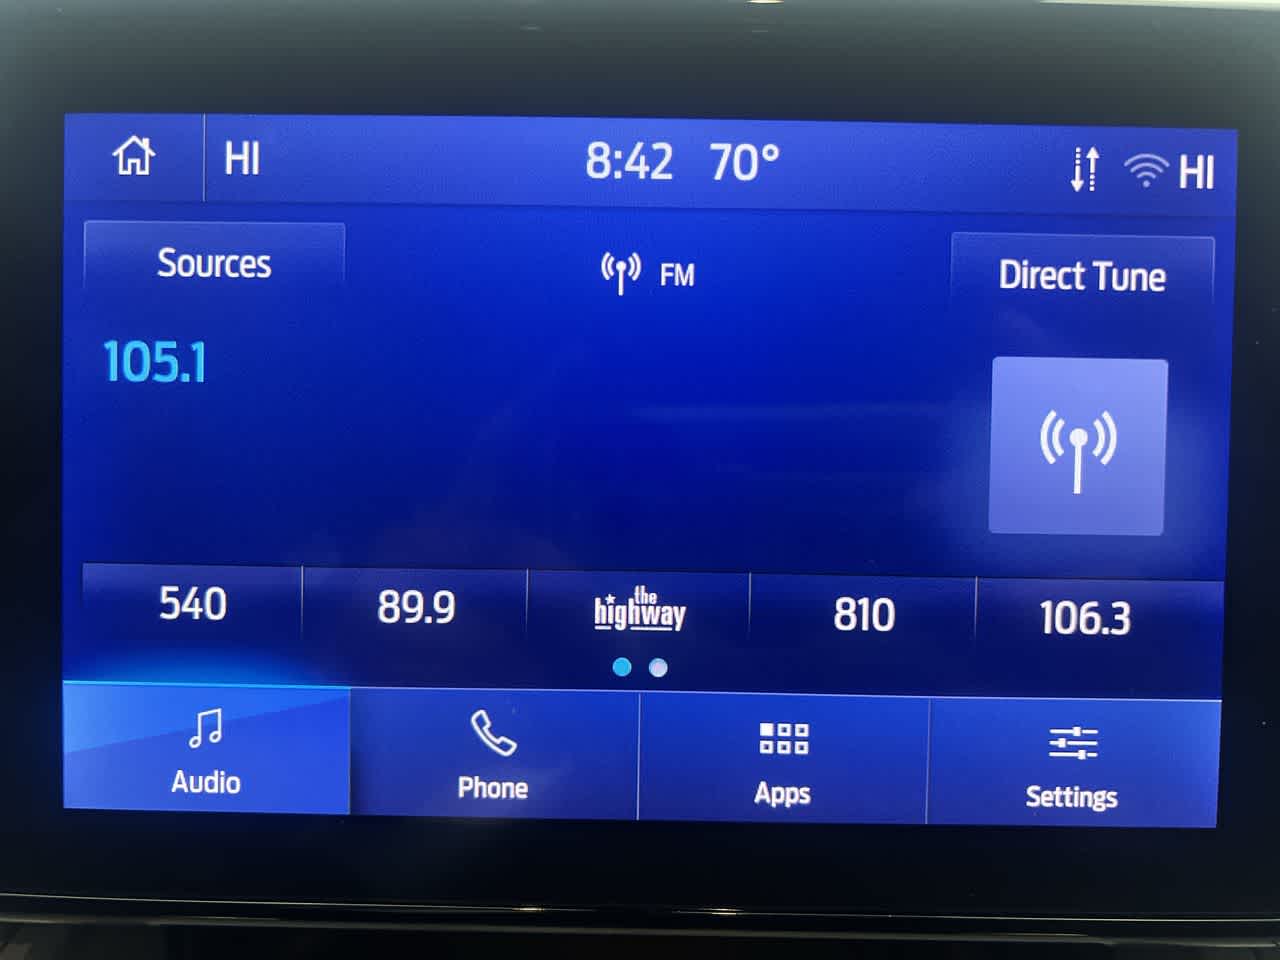 HI 8:42 70° HI
Sources FM Direct Tune
105.1
540 89.9 the highway 810 106.3
Audio Phone Apps Settings